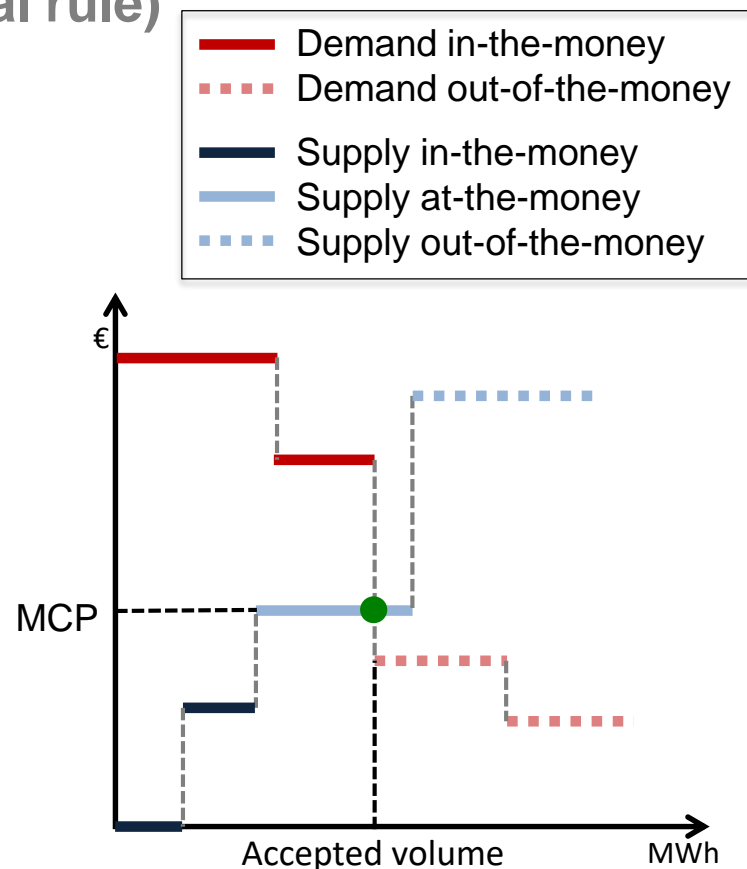 al rule)
Demand in-the-money
Demand out-of-the-money
Supply in-the-money
Supply at-the-money
Supply out-of-the-money
€
MCP
Accepted volume
MWh